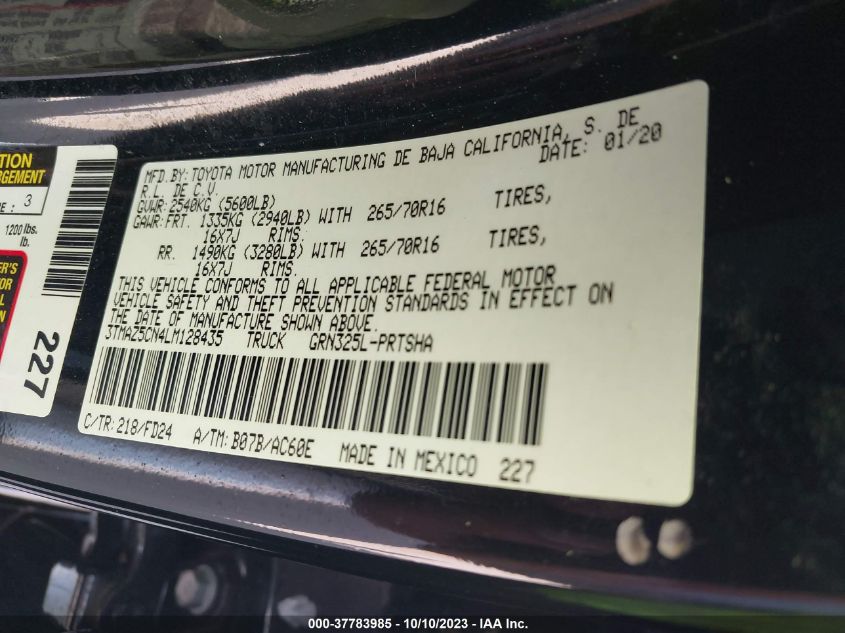 MFD.BY:TOYOTA MOTOR MANUFACTURING DE BAJA CALIFORNIA, S. DE
R.L. DE C.V. DATE: 01/20
GVWR:2540KG (5600LB)
GAWR:FRT. 1335KG (2940LB) WITH 265/70R16 TIRES,
16X7J RIMS.
RR. 1490KG (3280LB) WITH 265/70R16 TIRES,
16X7J RIMS.
THIS VEHICLE CONFORMS TO ALL APPLICABLE FEDERAL MOTOR
VEHICLE SAFETY AND THEFT PREVENTION STANDARDS IN EFFECT ON
THE DATE OF MANUFACTURE SHOWN ABOVE.
3TMAZ5CN4LM128435 TRUCK GRN325L-PRTSHA
C/TR:218/FD24 A/TM:B07B/AC60E MADE IN MEXICO 227
: 3
1200 lbs.
lb.
227
000-37783985 - 10/10/2023 - IAA Inc.